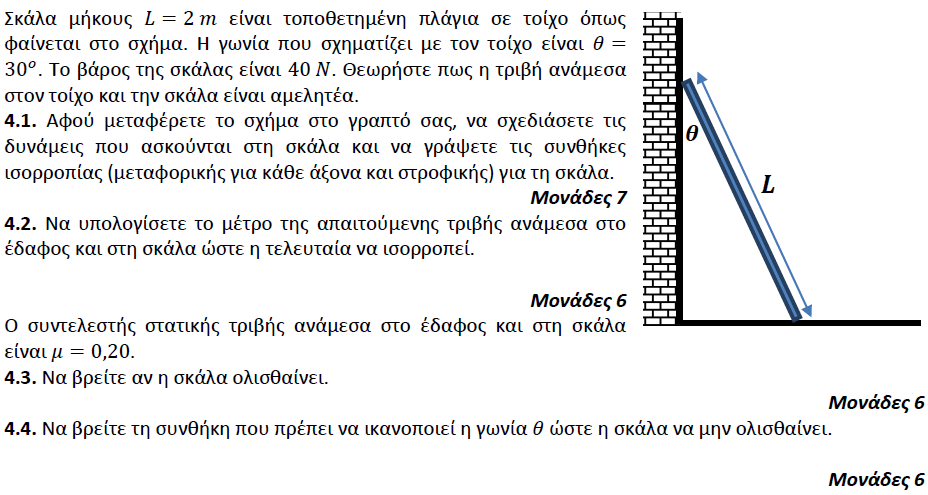 Σκάλα μήκους L = 2 m είναι τοποθετημένη πλάγια σε τοίχο όπως
φαίνεται στο σχήμα. Η γωνία που σχηματίζει με τον τοίχο είναι θ =
30°. Το βάρος της σκάλας είναι 40 N. Θεωρήστε πως η τριβή ανάμεσα
στον τοίχο και την σκάλα είναι αμελητέα.
4.1. Αφού μεταφέρετε το σχήμα στο γραπτό σας, να σχεδιάσετε τις
δυνάμεις που ασκούνται στη σκάλα και να γράψετε τις συνθήκες
ισορροπίας (μεταφορικής για κάθε άξονα και στροφικής) για τη σκάλα.
Μονάδες 7
4.2. Να υπολογίσετε το μέτρο της απαιτούμενης τριβής ανάμεσα στο
έδαφος και στη σκάλα ώστε η τελευταία να ισορροπεί.
Μονάδες 6
Ο συντελεστής στατικής τριβής ανάμεσα στο έδαφος και στη σκάλα
είναι μ = 0,20.
4.3. Να βρείτε αν η σκάλα ολισθαίνει.
Μονάδες 6
4.4. Να βρείτε τη συνθήκη που πρέπει να ικανοποιεί η γωνία θ ώστε η σκάλα να μην ολισθαίνει.
Μονάδες 6
θ
L